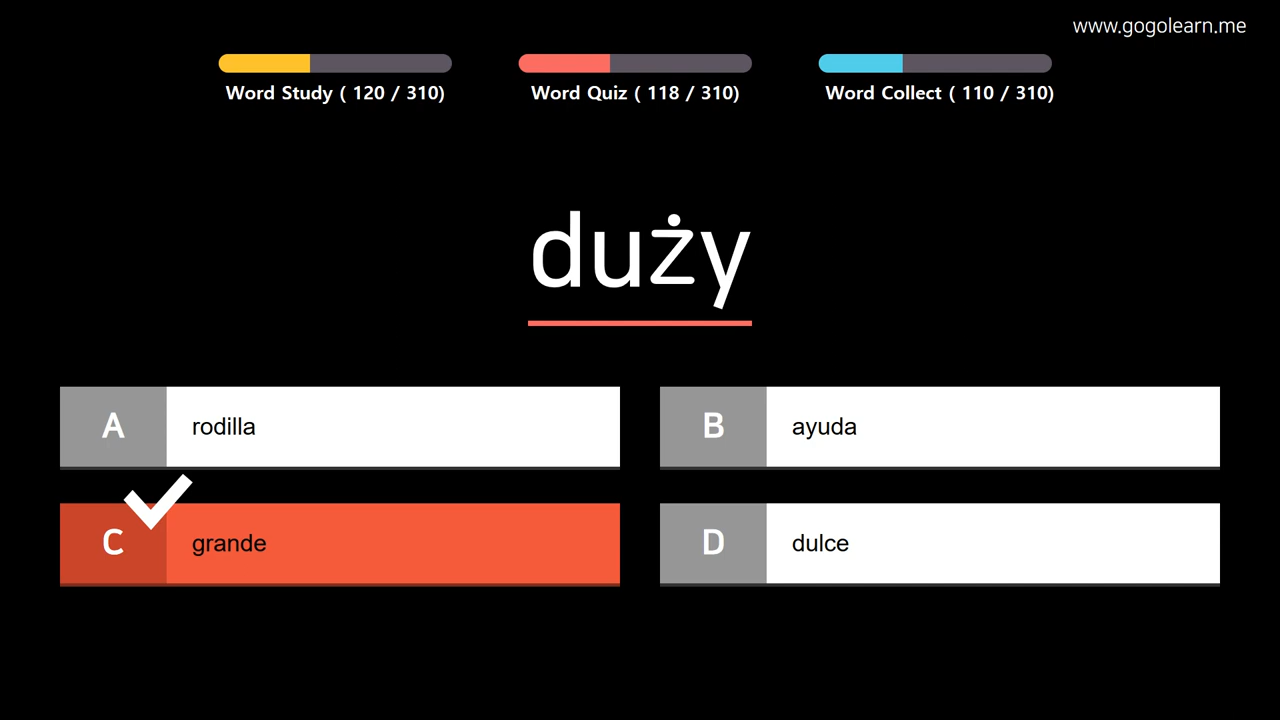 www.gogolearn.me
Word Study ( 120 / 310)
Word Quiz ( 118 / 310)
Word Collect ( 110 / 310)
duży
A rodilla
B ayuda
C grande
D dulce